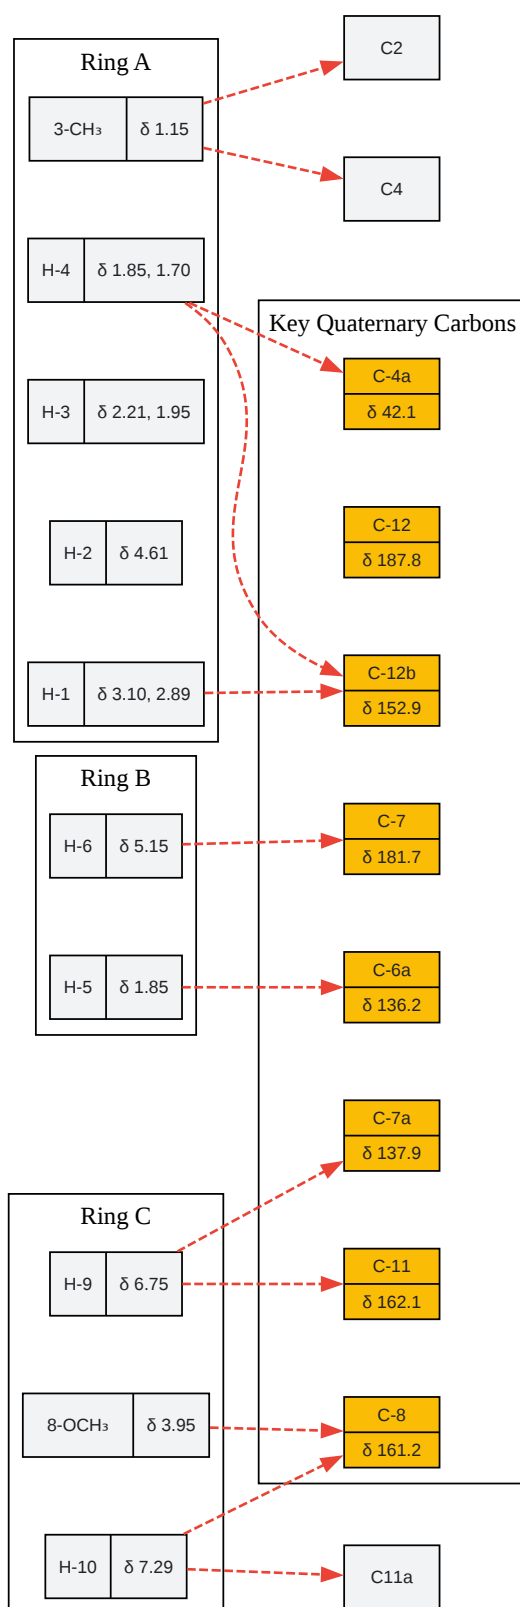 C2
Ring A
3-CH₃ δ 1.15
C4
H-4 δ 1.85, 1.70
Key Quaternary Carbons
C-4a
δ 42.1
H-3 δ 2.21, 1.95
C-12
δ 187.8
H-2 δ 4.61
C-12b
δ 152.9
H-1 δ 3.10, 2.89
Ring B
H-6 δ 5.15
C-7
δ 181.7
H-5 δ 1.85
C-6a
δ 136.2
C-7a
δ 137.9
Ring C
H-9 δ 6.75
C-11
δ 162.1
8-OCH₃ δ 3.95
C-8
δ 161.2
H-10 δ 7.29
C11a